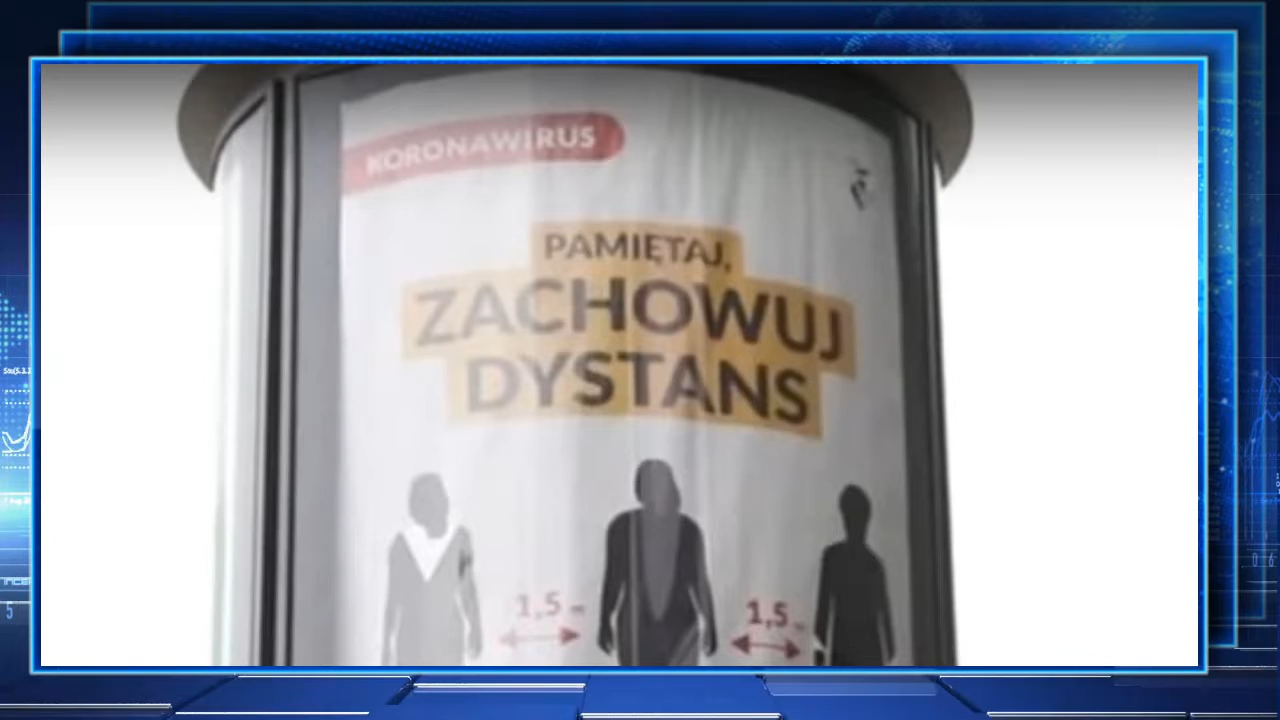 KORONAWIRUS
PAMIĘTAJ,
ZACHOWUJ
DYSTANS
1,5
1,5